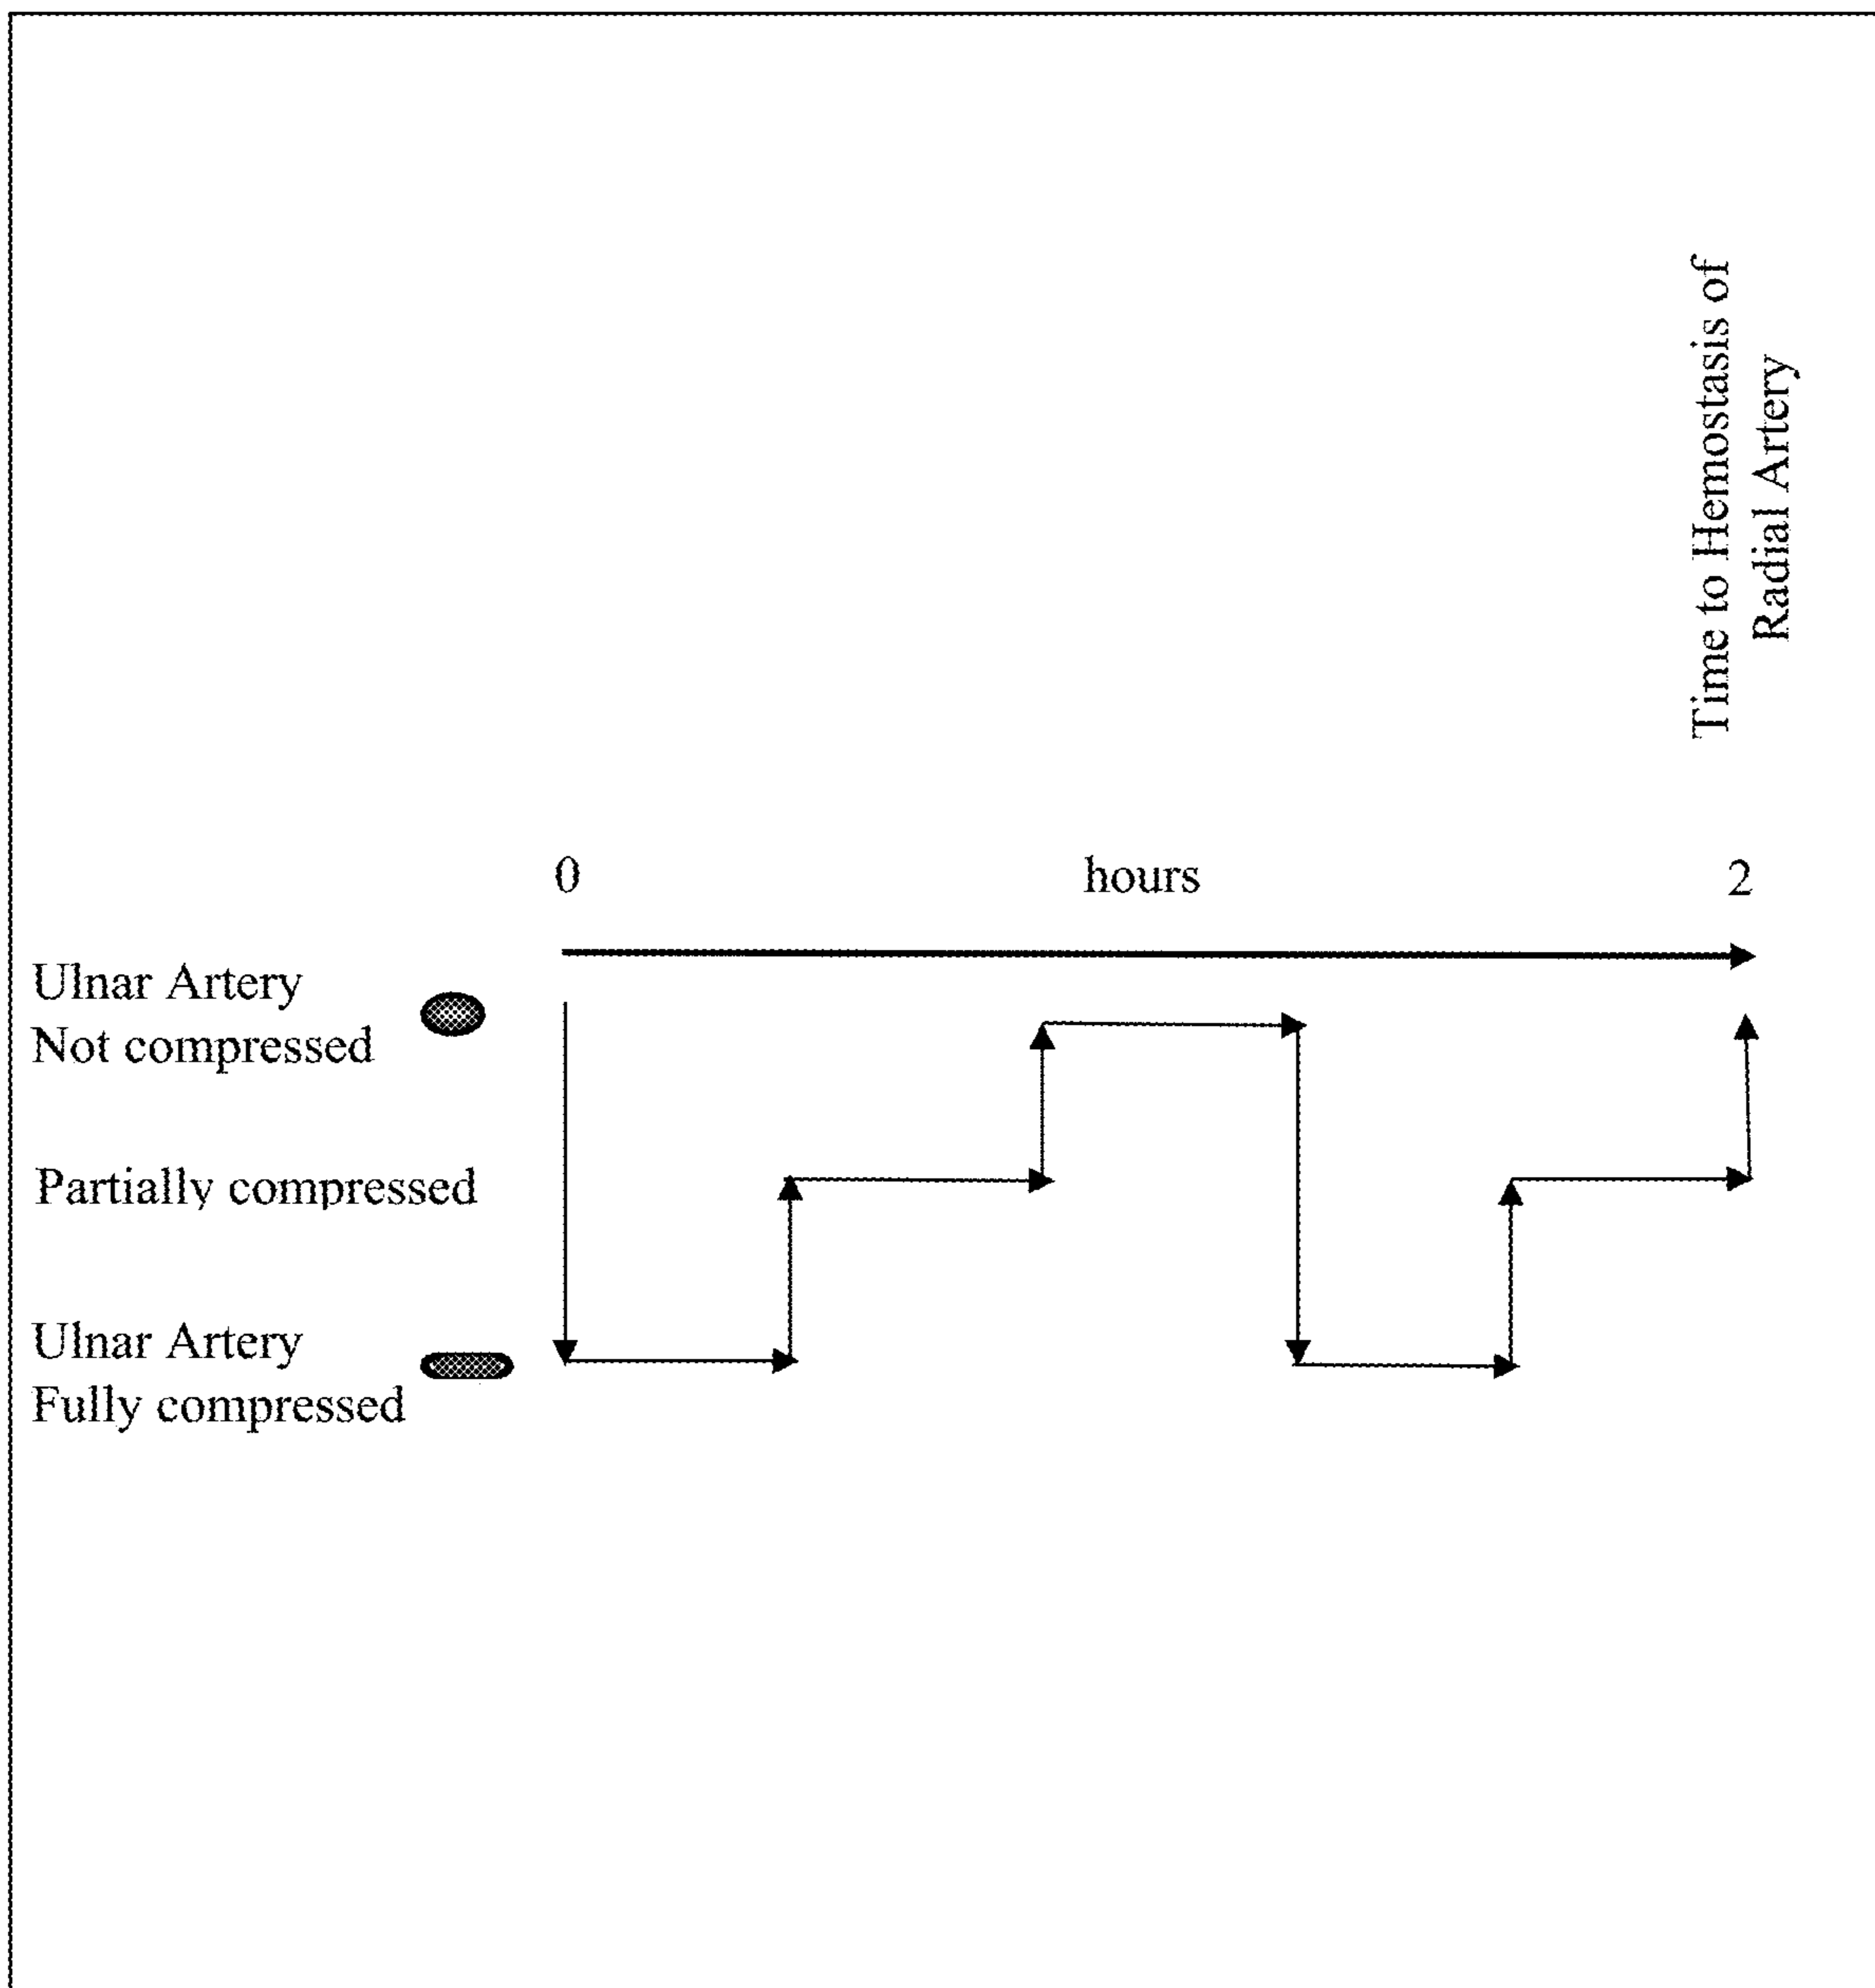 Time to Hemostasis of
Radial Artery
0 hours 2
Ulnar Artery
Not compressed
Partially compressed
Ulnar Artery
Fully compressed